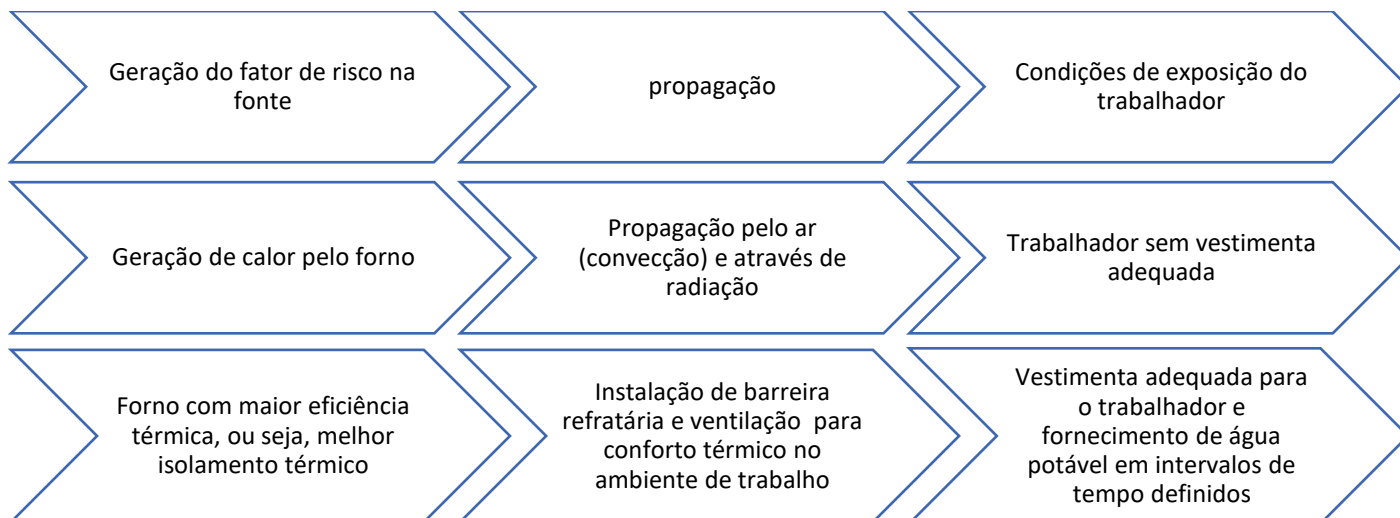 Geração do fator de risco na
fonte
propagação
Condições de exposição do
trabalhador
Geração de calor pelo forno
Propagação pelo ar
(convecção) e através de
radiação
Trabalhador sem vestimenta
adequada
Forno com maior eficiência
térmica, ou seja, melhor
isolamento térmico
Instalação de barreira
refratária e ventilação para
conforto térmico no
ambiente de trabalho
Vestimenta adequada para
o trabalhador e
fornecimento de água
potável em intervalos de
tempo definidos